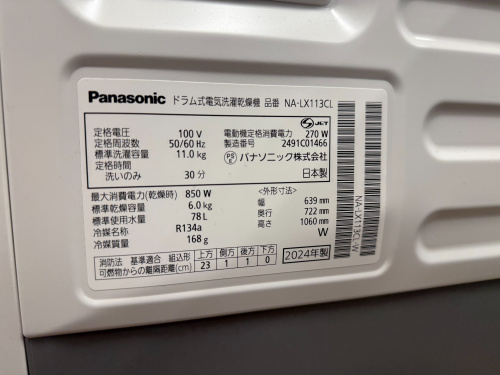 Panasonic ドラム式電気洗濯乾燥機 品番 NA-LX113CL
定格電圧 100 V
定格周波数 50/60 Hz
標準洗濯容量 11.0 kg
定格時間
洗いのみ 30分
S JET
電動機定格消費電力 270 W
製造番号 2491C01466
PSE パナソニック株式会社
日本製
最大消費電力(乾燥時) 850 W
標準乾燥容量 6.0 kg
標準使用水量 78 L
冷媒名称 R134a
冷媒質量 168 g
<外形寸法>
幅 639 mm
奥行 722 mm
高さ 1060 mm
W
消防法 基準適合 組込形 上方 側方 後方 下方
可燃物からの離隔距離(cm) 23 1 1 0
2024年製
NA-LX113CL-W